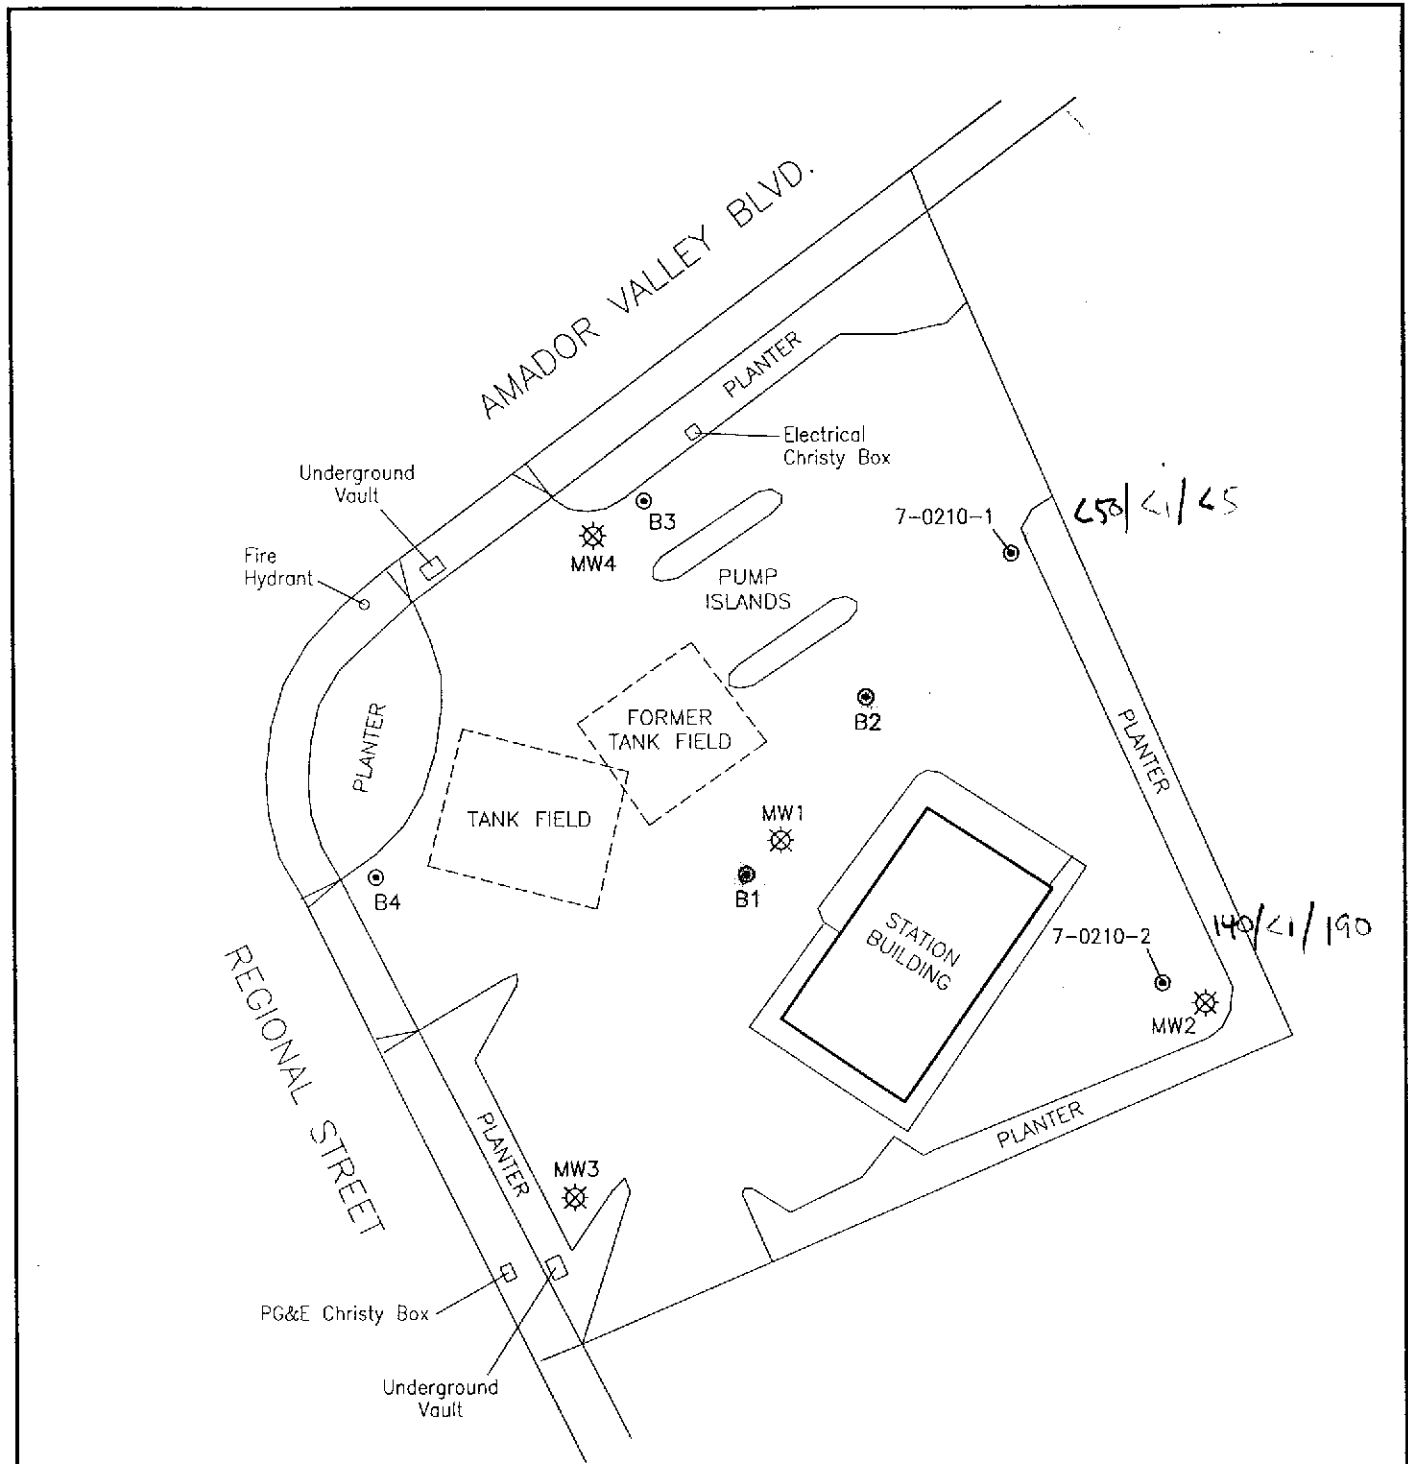 AMADOR VALLEY BLVD.
PLANTER
Electrical
Christy Box
Underground
Vault
Fire
Hydrant
B3
MW4
7-0210-1
<50/<1/<5
PUMP
ISLANDS
PLANTER
FORMER
TANK FIELD
B2
PLANTER
TANK FIELD
MW1
B1
B4
STATION
BUILDING
7-0210-2
140/<1/190
MW2
REGIONAL STREET
PLANTER
PLANTER
MW3
PG&E Christy Box
Underground
Vault